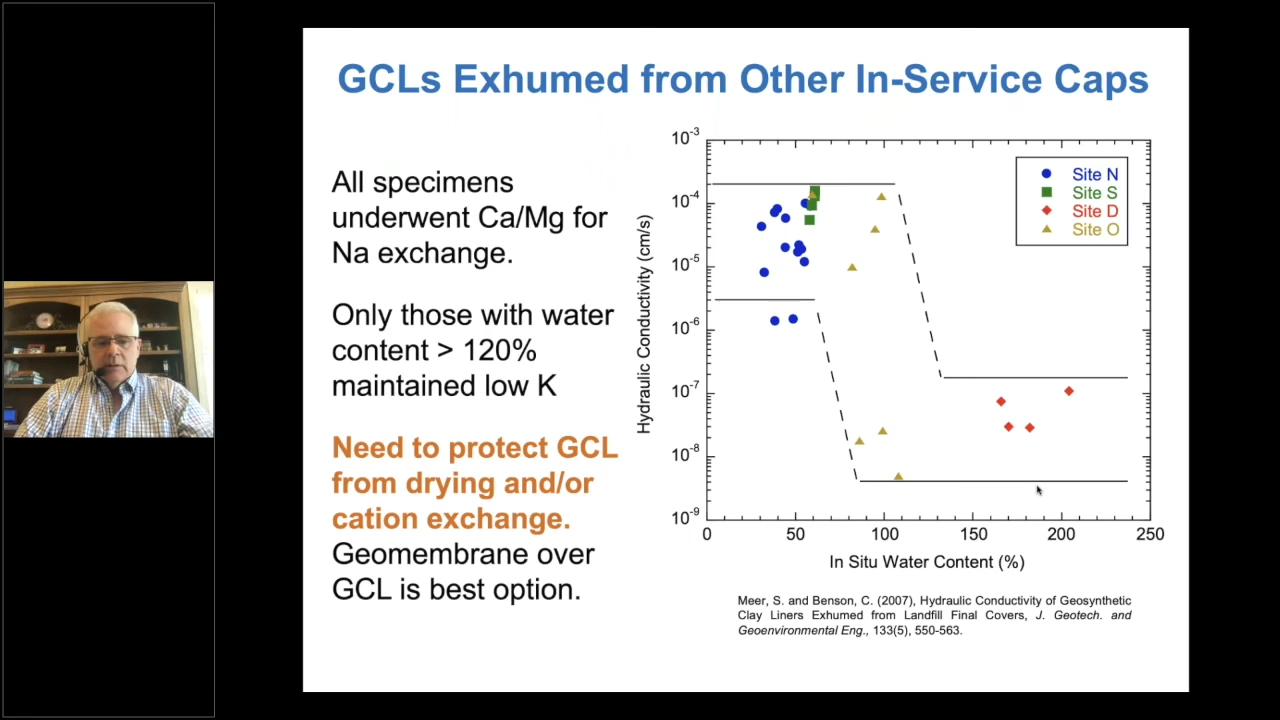 GCLs Exhumed from Other In-Service Caps
All specimens
underwent Ca/Mg for
Na exchange.
Only those with water
content > 120%
maintained low K
Need to protect GCL
from drying and/or
cation exchange.
Geomembrane over
GCL is best option.
Hydraulic Conductivity (cm/s)
10-3
10-4
10-5
10-6
10-7
10-8
10-9
Site N
Site S
Site D
Site O
0 50 100 150 200 250
In Situ Water Content (%)
Meer, S. and Benson, C. (2007), Hydraulic Conductivity of Geosynthetic
Clay Liners Exhumed from Landfill Final Covers, J. Geotech. and
Geoenvironmental Eng., 133(5), 550-563.